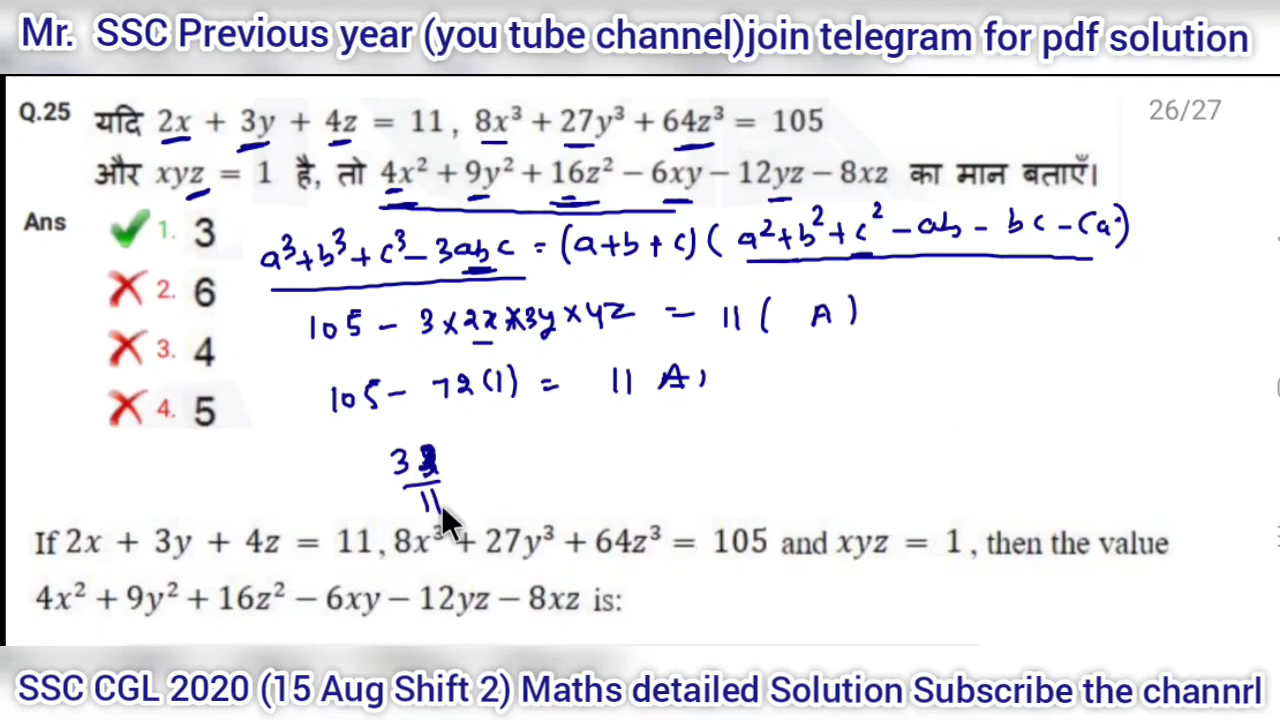 Mr. SSC Previous year (you tube channel)join telegram for pdf solution
Q.25 यदि 2x + 3y + 4z = 11, 8x³ + 27y³ + 64z³ = 105
26/27
और xyz = 1 है, तो 4x² + 9y² + 16z² − 6xy − 12yz − 8xz का मान बताएँ।
Ans
1. 3
a³+b³+c³-3abc = (a+b+c) (a²+b²+c²-ab-bc-ca)
2. 6
105 - 3×2x×3y×4z = 11 ( A )
3. 4
105 - 72(1) = 11 A,
4. 5
33
11
If 2x + 3y + 4z = 11, 8x³ + 27y³ + 64z³ = 105 and xyz = 1, then the value
4x² + 9y² + 16z² − 6xy − 12yz − 8xz is:
SSC CGL 2020 (15 Aug Shift 2) Maths detailed Solution Subscribe the channrl